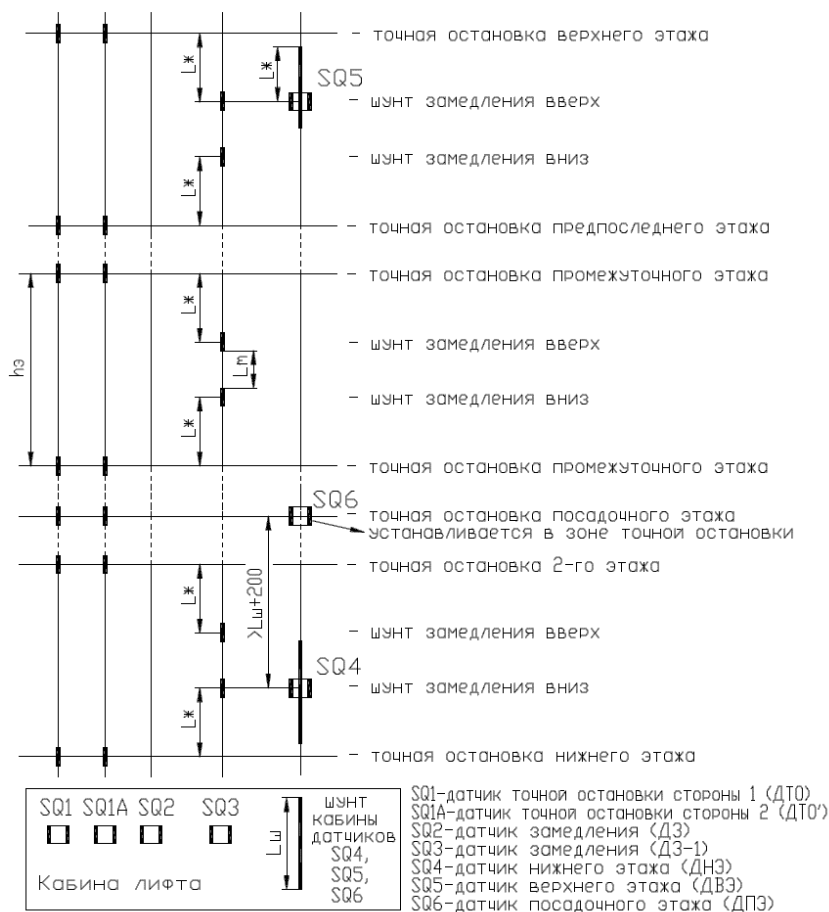 точная остановка верхнего этажа
L*
L*
SQ5
шунт замедления вверх
шунт замедления вниз
L*
точная остановка предпоследнего этажа
точная остановка промежуточного этажа
L*
шунт замедления вверх
hэ
Lm
шунт замедления вниз
L*
точная остановка промежуточного этажа
SQ6
точная остановка посадочного этажа
устанавливается в зоне точной остановки
точная остановка 2-го этажа
L*
>Lш+200
шунт замедления вверх
SQ4
шунт замедления вниз
L*
точная остановка нижнего этажа
SQ1 SQ1A SQ2 SQ3
Кабина лифта
Lш
шунт
кабины
датчиков
SQ4,
SQ5,
SQ6
SQ1-датчик точной остановки стороны 1 (ДТО)
SQ1A-датчик точной остановки стороны 2 (ДТО')
SQ2-датчик замедления (ДЗ)
SQ3-датчик замедления (ДЗ-1)
SQ4-датчик нижнего этажа (ДНЭ)
SQ5-датчик верхнего этажа (ДВЭ)
SQ6-датчик посадочного этажа (ДПЭ)